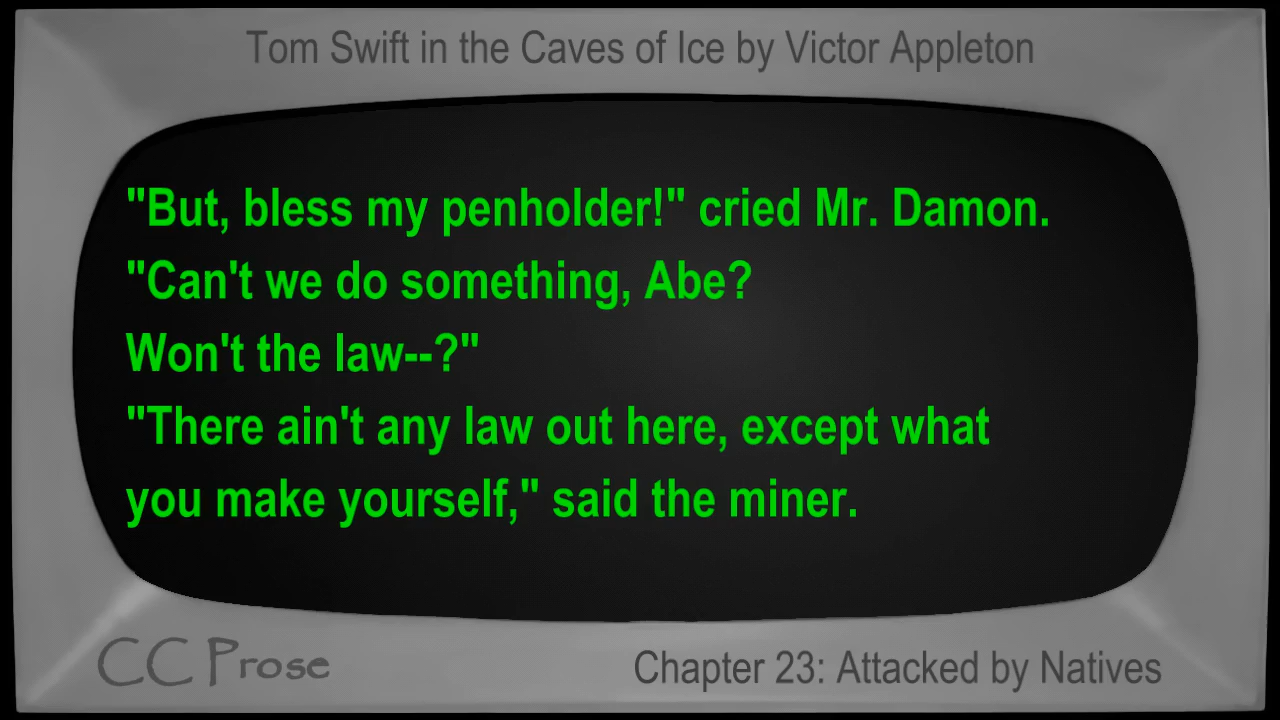 Tom Swift in the Caves of Ice by Victor Appleton
"But, bless my penholder!" cried Mr. Damon.
"Can't we do something, Abe?
Won't the law--?"
"There ain't any law out here, except what
you make yourself," said the miner.
CC Prose
Chapter 23: Attacked by Natives